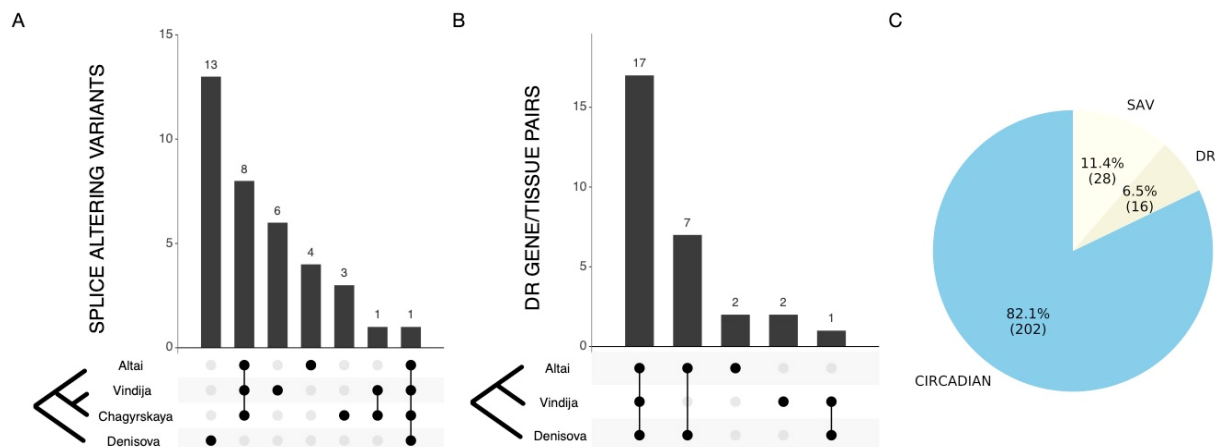 A
SPLICE ALTERING VARIANTS
15
10
5
0
13
8
6
4
3
1
1
Altai
Vindija
Chagyrskaya
Denisova
B
DR GENE/TISSUE PAIRS
15
10
5
0
17
7
2
2
1
Altai
Vindija
Denisova
C
SAV
11.4%
(28)
DR
6.5%
(16)
82.1%
(202)
CIRCADIAN